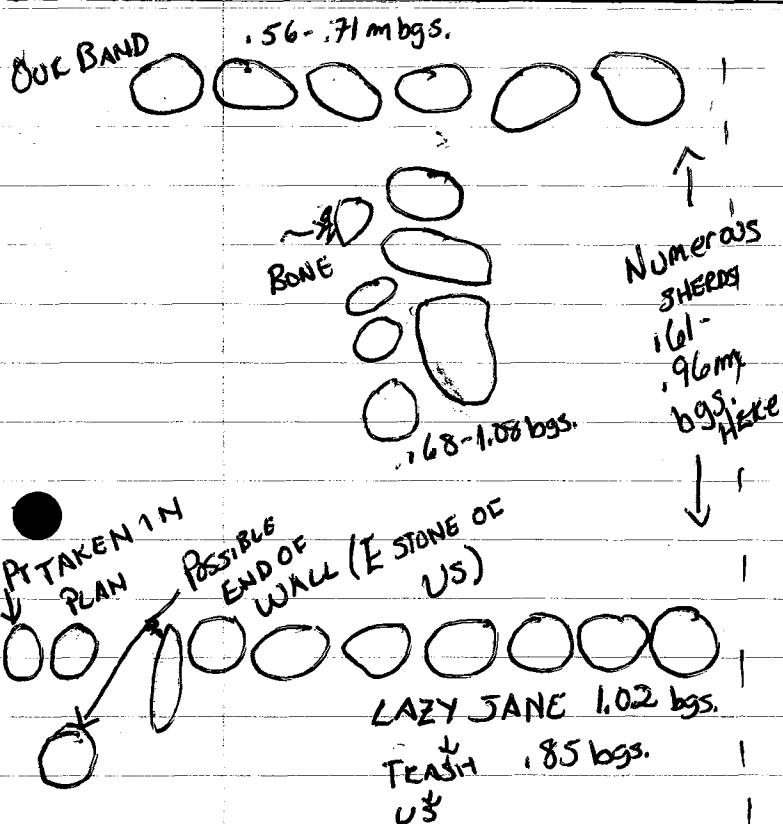 .56-.71 m bgs.
OUR BAND
BONE
NUMEROUS
SHERDS
.61-
.96m
bgs.
HERE
.68-1.08 bgs.
PT TAKEN IN
PLAN
POSSIBLE
END OF
WALL (E STONE OF
US)
LAZY JANE 1.02 bgs.
TRASH .85 bgs.
US